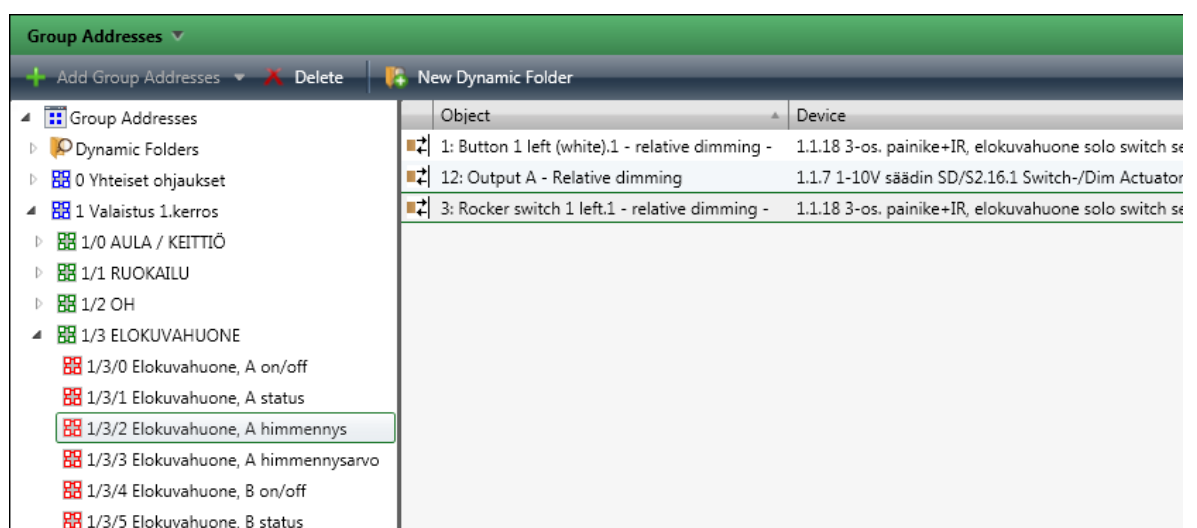 Group Addresses
Add Group Addresses Delete New Dynamic Folder
Group Addresses
Dynamic Folders
0 Yhteiset ohjaukset
1 Valaistus 1.kerros
1/0 AULA / KEITTIÖ
1/1 RUOKAILU
1/2 OH
1/3 ELOKUVAHUONE
1/3/0 Elokuvahuone, A on/off
1/3/1 Elokuvahuone, A status
1/3/2 Elokuvahuone, A himmennys
1/3/3 Elokuvahuone, A himmennysarvo
1/3/4 Elokuvahuone, B on/off
1/3/5 Elokuvahuone, B status
Object Device
1: Button 1 left (white).1 - relative dimming - 1.1.18 3-os. painike+IR, elokuvahuone solo switch se
12: Output A - Relative dimming 1.1.7 1-10V säädin SD/S2.16.1 Switch-/Dim Actuator
3: Rocker switch 1 left.1 - relative dimming - 1.1.18 3-os. painike+IR, elokuvahuone solo switch se